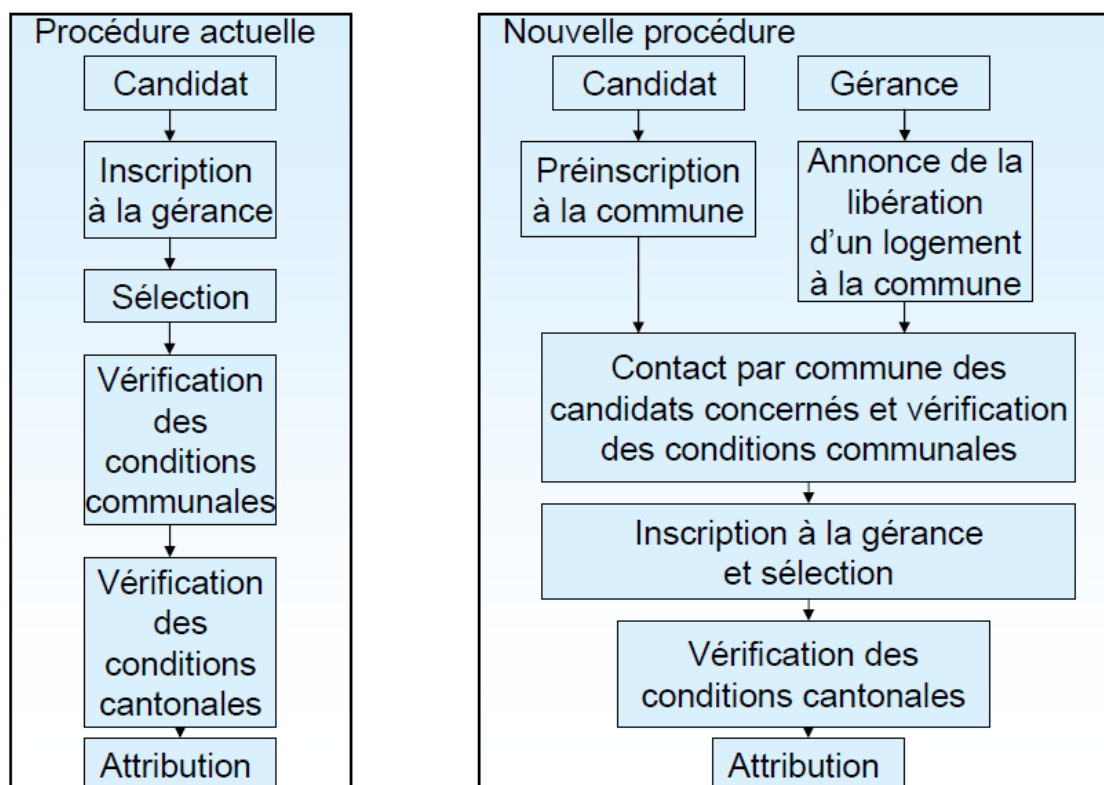 Procédure actuelle
Candidat
Inscription
à la gérance
Sélection
Vérification
des
conditions
communales
Vérification
des
conditions
cantonales
Attribution
Nouvelle procédure
Candidat
Gérance
Préinscription
à la commune
Annonce de la
libération
d'un logement
à la commune
Contact par commune des
candidats concernés et vérification
des conditions communales
Inscription à la gérance
et sélection
Vérification des
conditions cantonales
Attribution